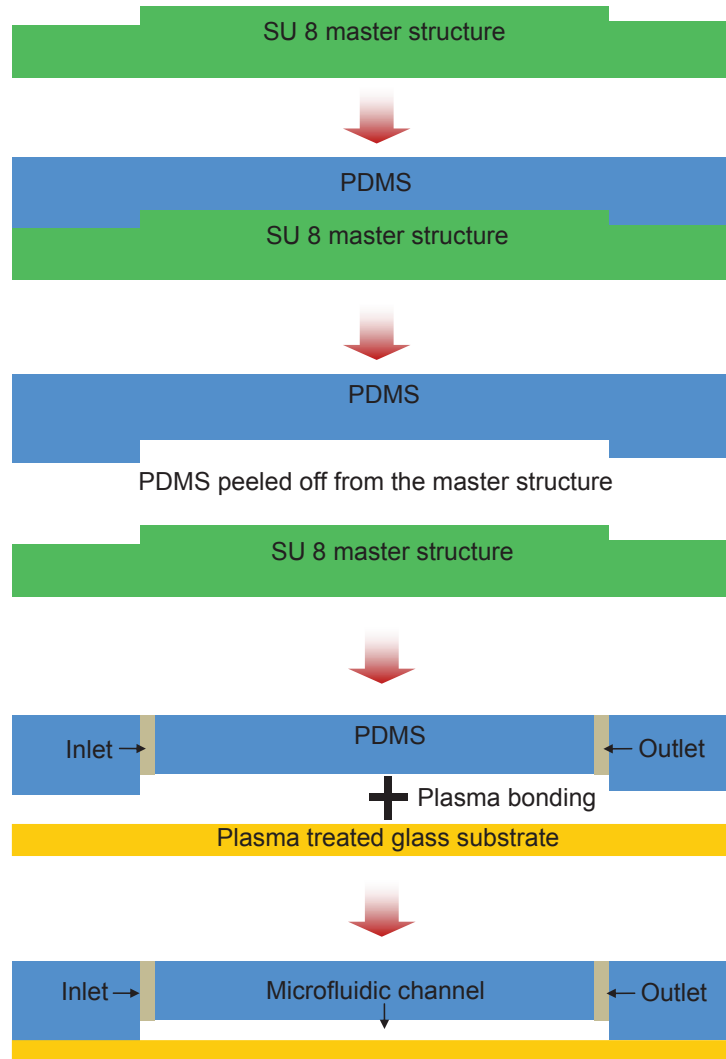 SU 8 master structure
PDMS
SU 8 master structure
PDMS
PDMS peeled off from the master structure
SU 8 master structure
PDMS
Inlet
Outlet
Plasma bonding
Plasma treated glass substrate
Inlet
Microfluidic channel
Outlet